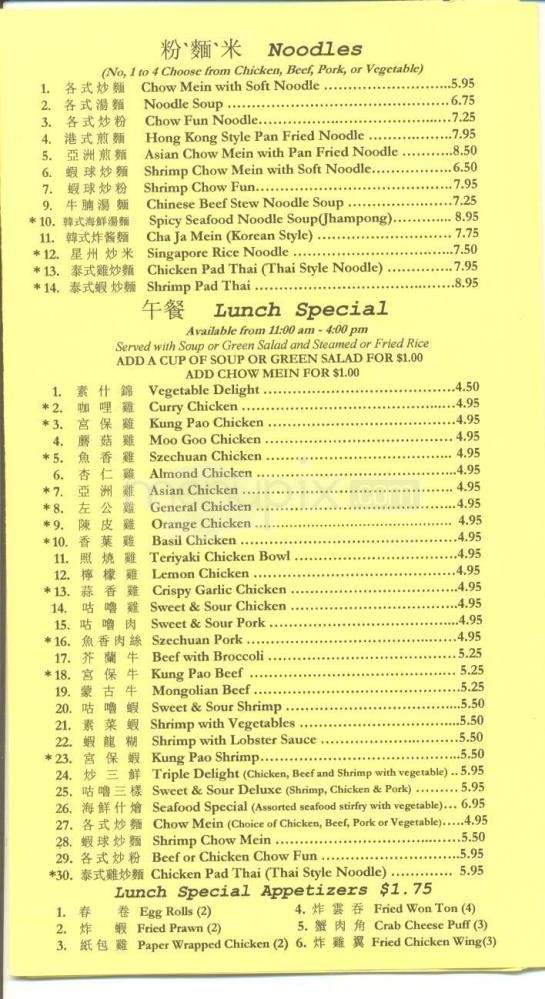 粉、麵、米 Noodles
(No, 1 to 4 Choose from Chicken, Beef, Pork, or Vegetable)
1. 各式炒麵 Chow Mein with Soft Noodle ..........................5.95
2. 各式湯麵 Noodle Soup ............................................. 6.75
3. 各式炒粉 Chow Fun Noodle.......................................7.25
4. 港式煎麵 Hong Kong Style Pan Fried Noodle .................7.95
5. 亞洲煎麵 Asian Chow Mein with Pan Fried Noodle ...........8.50
6. 蝦球炒麵 Shrimp Chow Mein with Soft Noodle.................6.50
7. 蝦球炒粉 Shrimp Chow Fun.......................................7.95
9. 牛腩湯麵 Chinese Beef Stew Noodle Soup ......................7.25
*10. 韓式海鮮湯麵 Spicy Seafood Noodle Soup(Jhampong)............ 8.95
11. 韓式炸酱麵 Cha Ja Mein (Korean Style) ........................... 7.75
*12. 星州炒米 Singapore Rice Noodle .................................7.50
*13. 泰式雞炒麵 Chicken Pad Thai (Thai Style Noodle) ..............7.95
*14. 泰式蝦炒麵 Shrimp Pad Thai ........................................8.95
午餐 Lunch Special
Available from 11:00 am - 4:00 pm
Served with Soup or Green Salad and Steamed or Fried Rice
ADD A CUP OF SOUP OR GREEN SALAD FOR $1.00
ADD CHOW MEIN FOR $1.00
1. 素什錦 Vegetable Delight ...........................................4.50
*2. 咖哩雞 Curry Chicken ...............................................4.95
*3. 宮保雞 Kung Pao Chicken ..........................................4.95
4. 蘑菇雞 Moo Goo Chicken .......................................... 4.95
*5. 魚香雞 Szechuan Chicken .......................................... 4.95
6. 杏仁雞 Almond Chicken ............................................4.95
*7. 亞洲雞 Asian Chicken ............................................... 4.95
*8. 左公雞 General Chicken ............................................4.95
*9. 陳皮雞 Orange Chicken ............................................ 4.95
*10. 香葉雞 Basil Chicken ................................................4.95
11. 照燒雞 Teriyaki Chicken Bowl ....................................4.95
12. 檸檬雞 Lemon Chicken .............................................4.95
*13. 蒜香雞 Crispy Garlic Chicken .....................................4.95
14. 咕嚕雞 Sweet & Sour Chicken .....................................4.95
15. 咕嚕肉 Sweet & Sour Pork .........................................4.95
*16. 魚香肉絲 Szechuan Pork ..............................................4.95
17. 芥蘭牛 Beef with Broccoli .......................................... 5.25
*18. 宮保牛 Kung Pao Beef .............................................. 5.25
19. 蒙古牛 Mongolian Beef .............................................5.25
20. 咕嚕蝦 Sweet & Sour Shrimp ......................................5.50
21. 素菜蝦 Shrimp with Vegetables ...................................5.50
22. 蝦龍糊 Shrimp with Lobster Sauce ...............................5.50
*23. 宮保蝦 Kung Pao Shrimp...........................................5.50
24. 炒三鮮 Triple Delight (Chicken, Beef and Shrimp with vegetable) .. 5.95
25. 咕嚕三樣 Sweet & Sour Deluxe (Shrimp, Chicken & Pork) ......... 5.95
26. 海鮮什燴 Seafood Special (Assorted seafood stirfry with vegetable)... 6.95
27. 各式炒麵 Chow Mein (Choice of Chicken, Beef, Pork or Vegetable).....4.95
28. 蝦球炒麵 Shrimp Chow Mein .........................................5.50
29. 各式炒粉 Beef or Chicken Chow Fun ..............................5.95
*30. 泰式雞炒麵 Chicken Pad Thai (Thai Style Noodle) .............. 5.95
Lunch Special Appetizers $1.75
1. 春卷 Egg Rolls (2) 4. 炸雲吞 Fried Won Ton (4)
2. 炸蝦 Fried Prawn (2) 5. 蟹肉角 Crab Cheese Puff (3)
3. 紙包雞 Paper Wrapped Chicken (2) 6. 炸雞翼 Fried Chicken Wing(3)